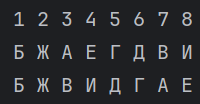 1 2 3 4 5 6 7 8
Б Ж А Е Г Д В И
Б Ж В И Д Г А Е